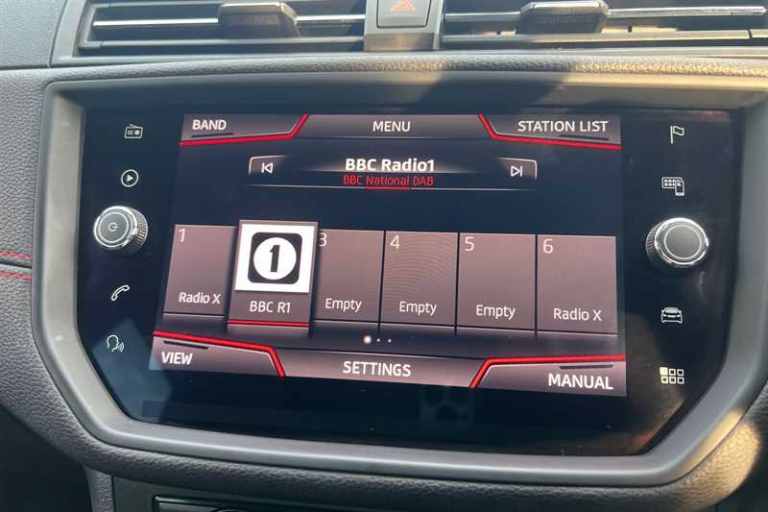 BAND MENU STATION LIST
BBC Radio1
BBC National DAB
1 1 3 4 5 6
Radio X BBC R1 Empty Empty Empty Radio X
VIEW SETTINGS MANUAL